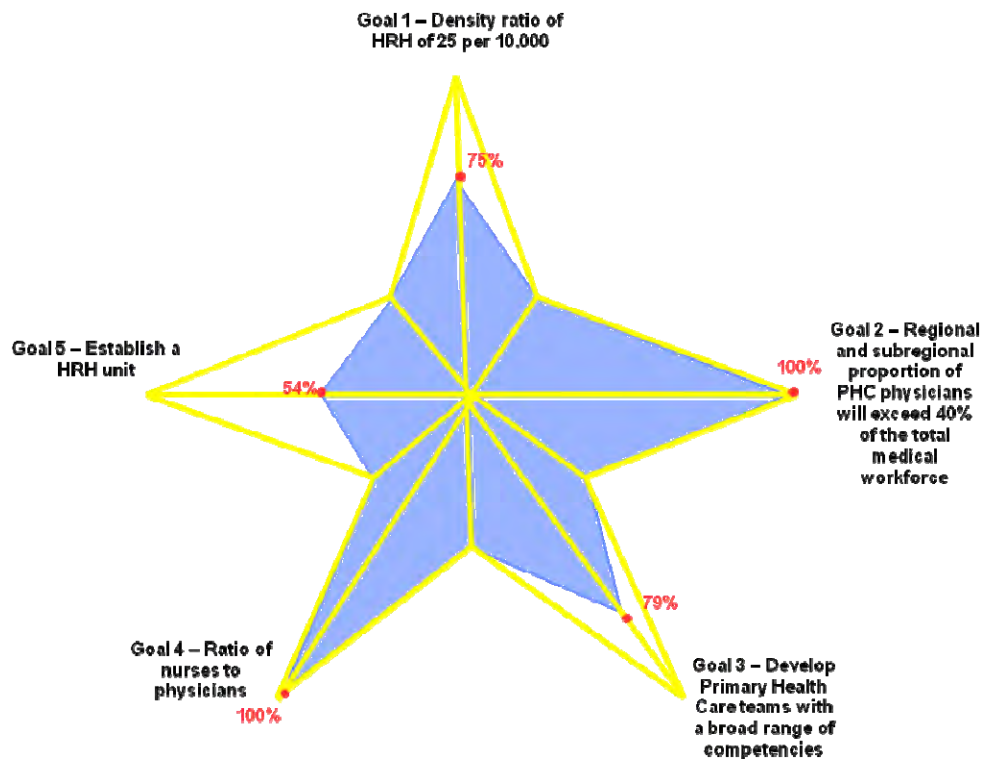 Goal 1 – Density ratio of
HRH of 25 per 10.000
75%
Goal 2 – Regional
and subregional
proportion of
PHC physicians
will exceed 40%
of the total
medical
workforce
100%
Goal 5 – Establish a
HRH unit
54%
79%
Goal 3 – Develop
Primary Health
Care teams with
a broad range of
competencies
Goal 4 – Ratio of
nurses to
physicians
100%